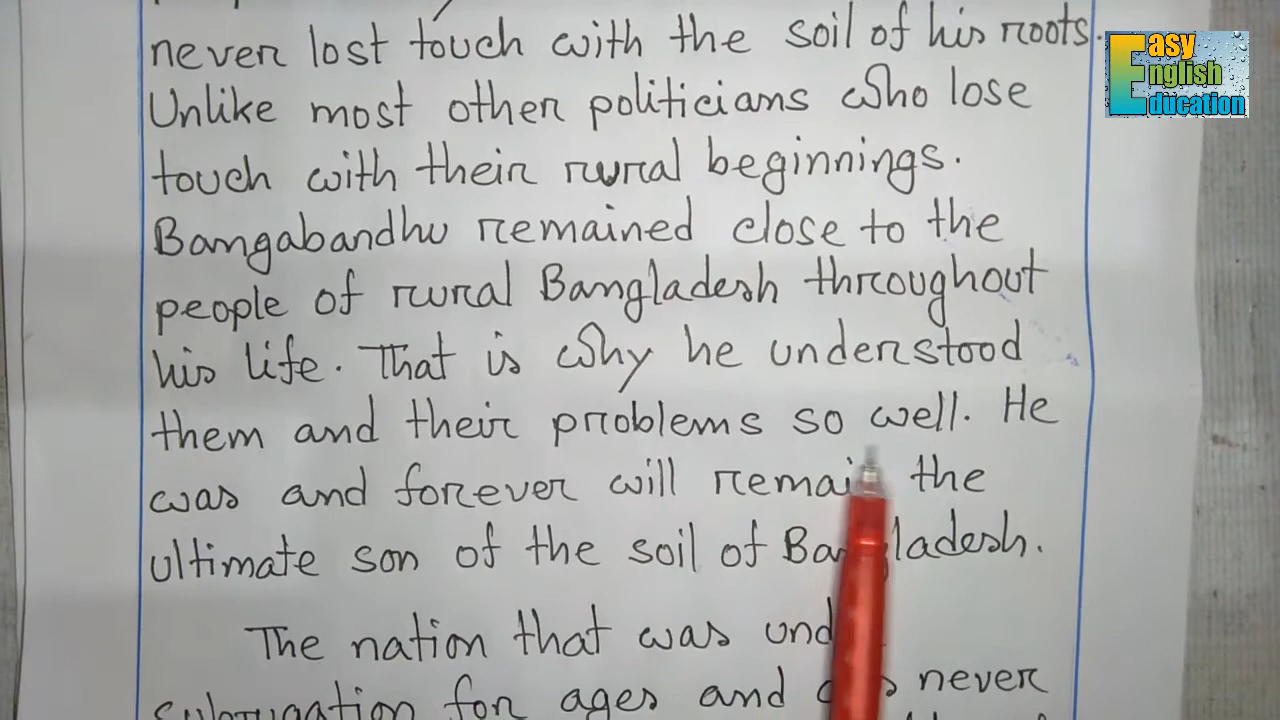 never lost touch with the soil of his roots.
Unlike most other politicians who lose
touch with their rural beginnings.
Bangabandhu remained close to the
people of rural Bangladesh throughout
his life. That is why he understood
them and their problems so well. He
was and forever will remain the
ultimate son of the soil of Bangladesh.
The nation that was
subjugation for ages and never
Easy
English
Education